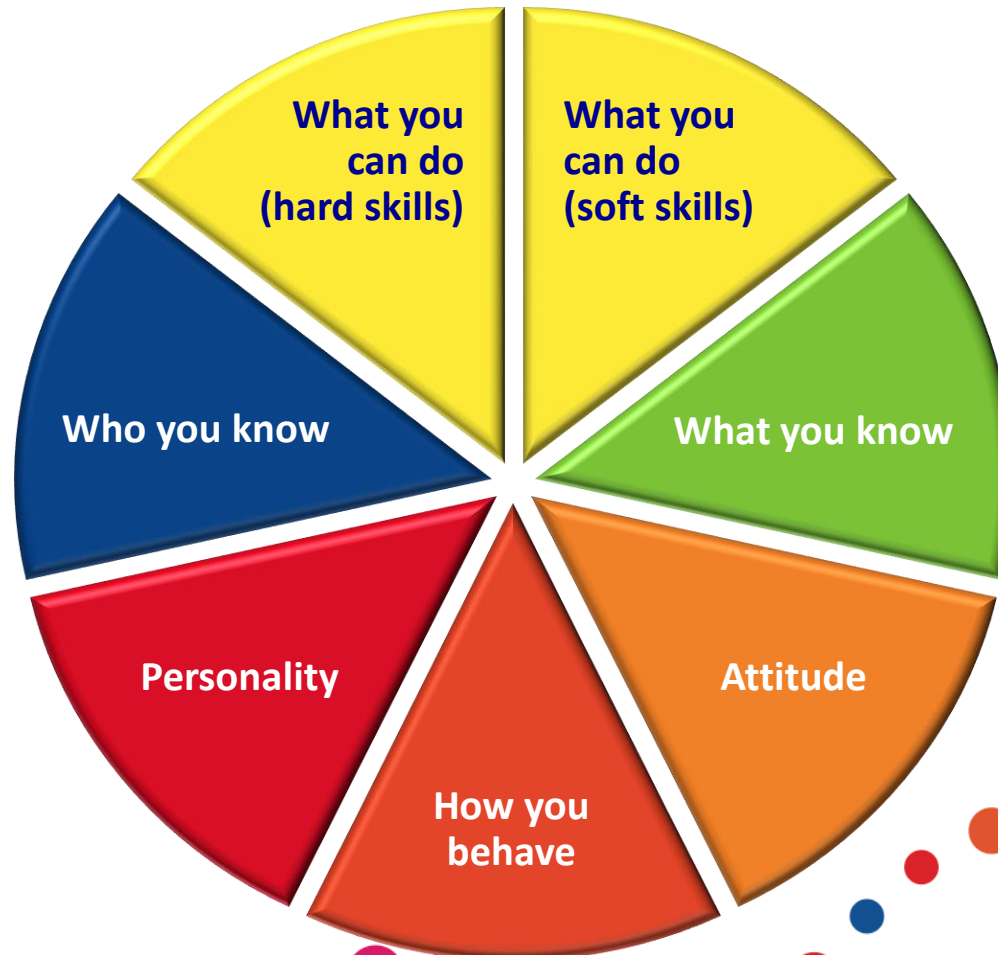 What you
can do
(hard skills)
What you
can do
(soft skills)
Who you know
What you know
Personality
Attitude
How you
behave